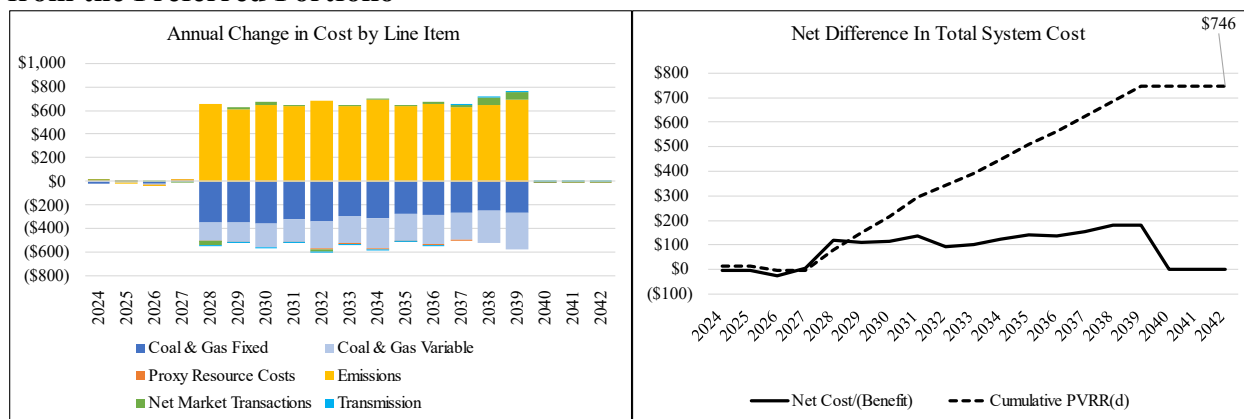 from the Preferred Portfolio
Annual Change in Cost by Line Item
$1,000
$800
$600
$400
$200
$0
($200)
($400)
($600)
($800)
2024 2025 2026 2027 2028 2029 2030 2031 2032 2033 2034 2035 2036 2037 2038 2039 2040 2041 2042
Coal & Gas Fixed Coal & Gas Variable
Proxy Resource Costs Emissions
Net Market Transactions Transmission
Net Difference In Total System Cost
$746
$800
$700
$600
$500
$400
$300
$200
$100
$0
($100)
2024 2025 2026 2027 2028 2029 2030 2031 2032 2033 2034 2035 2036 2037 2038 2039 2040 2041 2042
Net Cost/(Benefit) Cumulative PVRR(d)